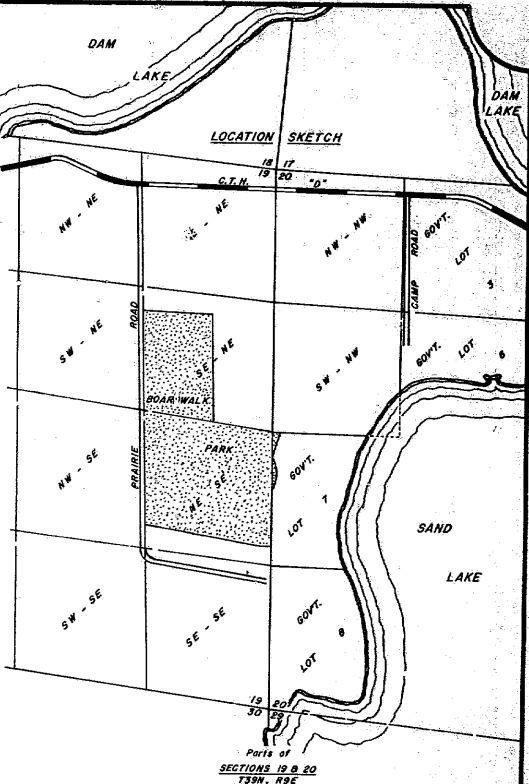 DAM
LAKE
DAM
LAKE
LOCATION SKETCH
18 17
19 20
C.T.H. "D"
NW - NE
NE - NE
NW - NW
GOV'T.
LOT
5
CAMP ROAD
SW - NE
ROAD
SE - NE
SW - NW
GOV'T.
LOT
6
BOAR WALK
PARK
NW - SE
PRAIRIE
NE - SE
GOV'T.
LOT
7
SAND
LAKE
SW - SE
SE - SE
GOV'T.
LOT
8
19 20
30 29
Parts of
SECTIONS 19 & 20
T39N, R9E